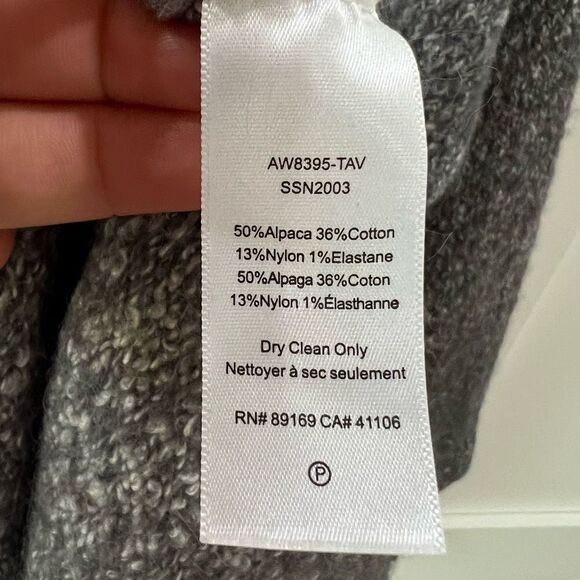 AW8395-TAV
SSN2003
50%Alpaca 36%Cotton
13%Nylon 1%Elastane
50%Alpaga 36%Coton
13%Nylon 1%Élasthanne
Dry Clean Only
Nettoyer à sec seulement
RN# 89169 CA# 41106
P